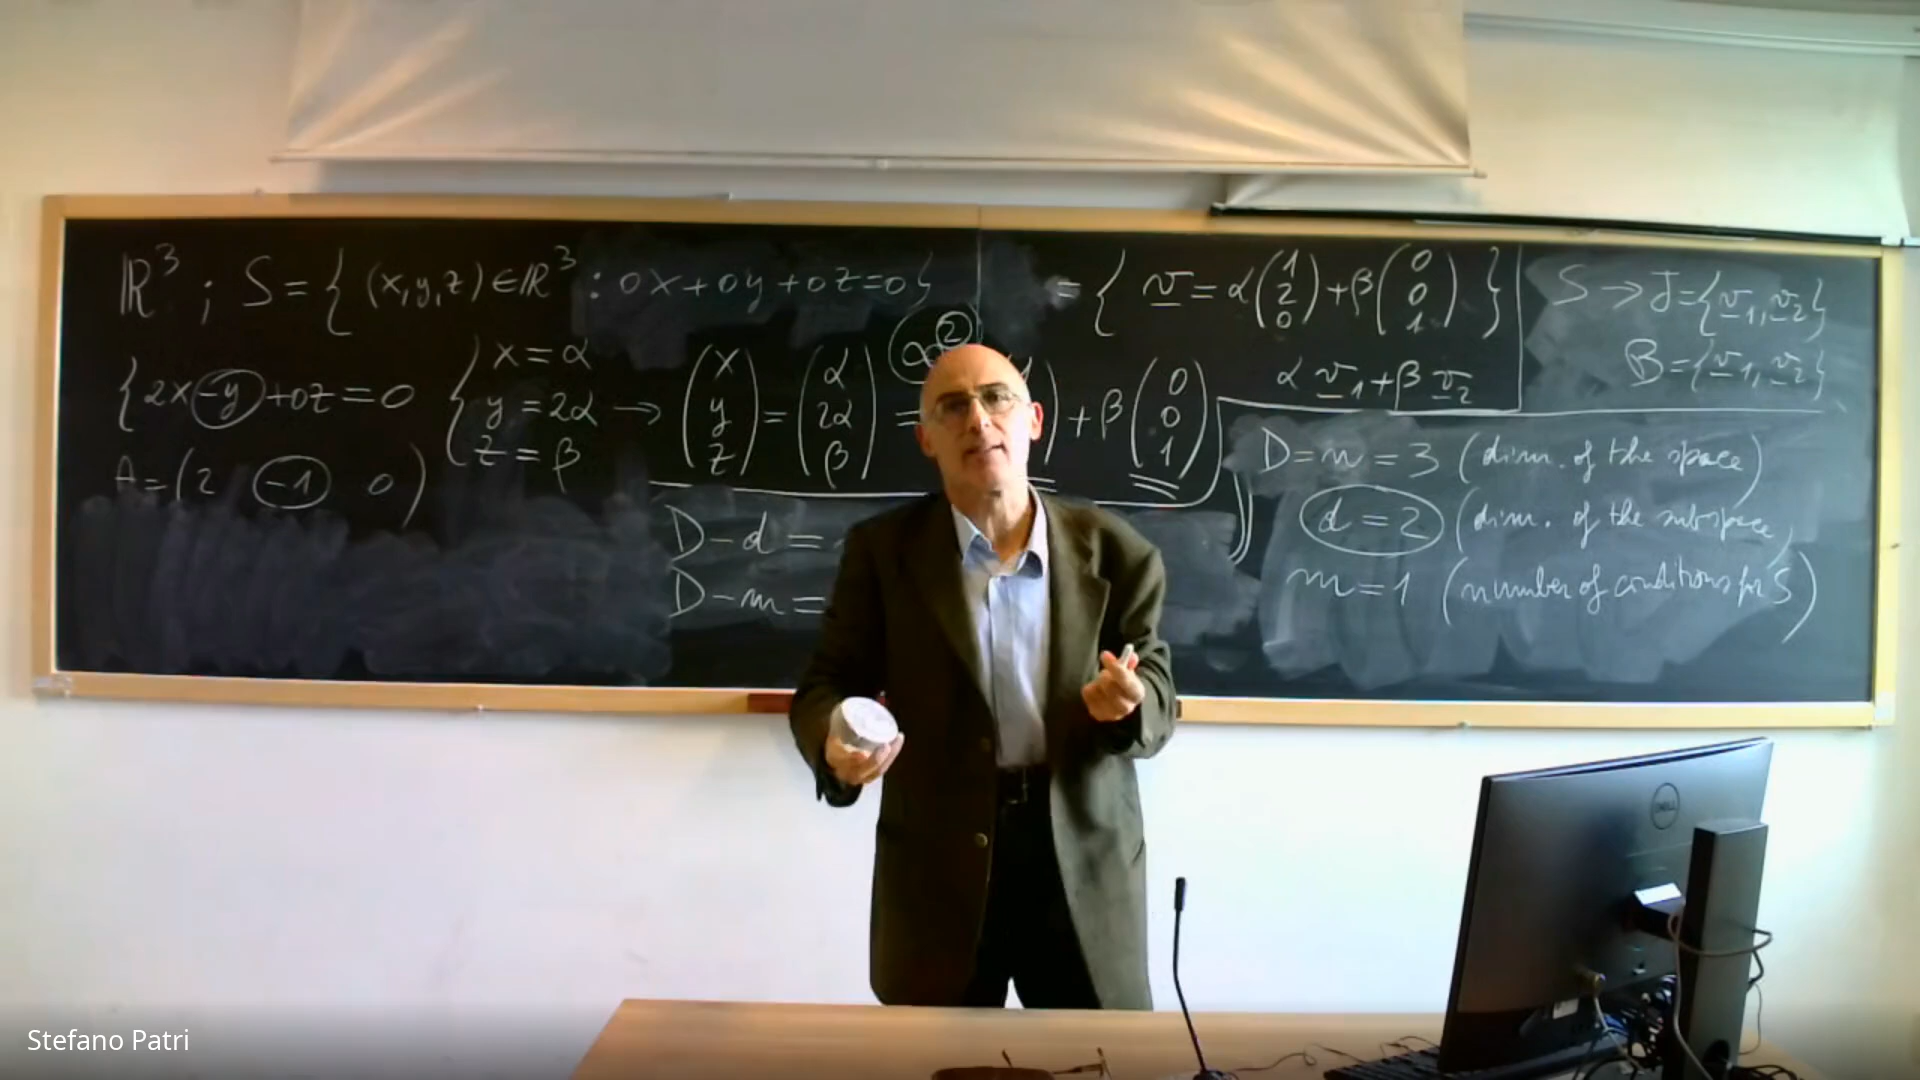 ℝ³ ; S = { (x,y,z) ∈ ℝ³ : 0x+0y+0z=0 }
{ 2x -y +0z = 0
A = ( 2 -1 0 )
{ x = α
y = 2α
z = β
→ (x y z) = (α 2α β) =
+ β (0 0 1)
∞²
D - d =
D - m =
= { v = α (1 2 0) + β (0 0 1) }
α v₁ + β v₂
S → J = { v₁, v₂ }
B = { v₁, v₂ }
D = n = 3 (dim. of the space)
d = 2 (dim. of the subspace)
m = 1 (number of conditions for S)
DELL
Stefano Patri